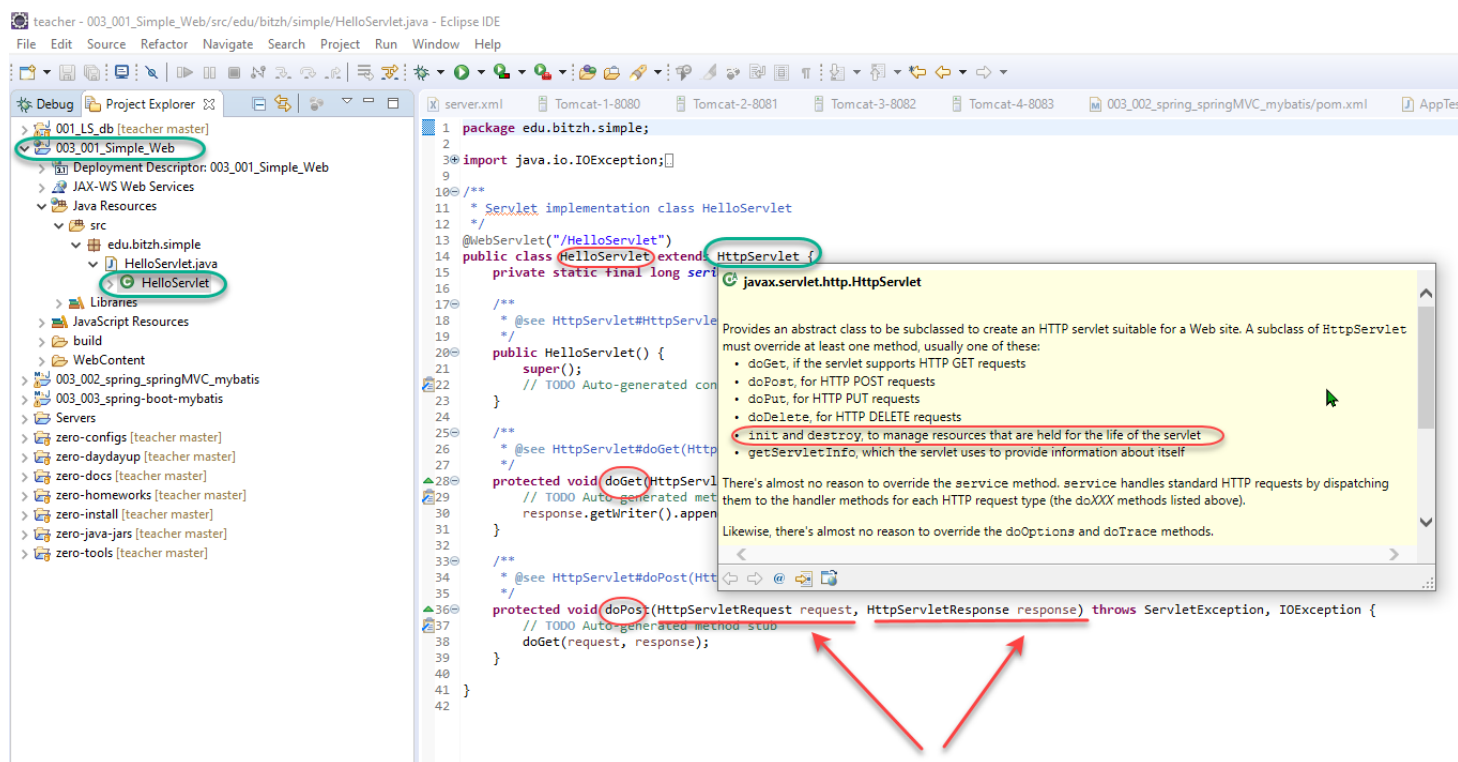 teacher - 003_001_Simple_Web/src/edu/bitzh/simple/HelloServlet.java - Eclipse IDE
File Edit Source Refactor Navigate Search Project Run Window Help
Debug Project Explorer
server.xml Tomcat-1-8080 Tomcat-2-8081 Tomcat-3-8082 Tomcat-4-8083 003_002_spring_springMVC_mybatis/pom.xml AppTes
001_LS_db [teacher master]
003_001_Simple_Web
Deployment Descriptor: 003_001_Simple_Web
JAX-WS Web Services
Java Resources
src
edu.bitzh.simple
HelloServlet.java
HelloServlet
Libraries
JavaScript Resources
build
WebContent
003_002_spring_springMVC_mybatis
003_003_spring-boot-mybatis
Servers
zero-configs [teacher master]
zero-daydayup [teacher master]
zero-docs [teacher master]
zero-homeworks [teacher master]
zero-install [teacher master]
zero-java-jars [teacher master]
zero-tools [teacher master]
1 package edu.bitzh.simple;
2
3 import java.io.IOException;
9
10 /**
11 * Servlet implementation class HelloServlet
12 */
13 @WebServlet("/HelloServlet")
14 public class HelloServlet extends HttpServlet {
15 private static final long seri
16
17 /**
18 * @see HttpServlet#HttpServle
19 */
20 public HelloServlet() {
21 super();
22 // TODO Auto-generated con
23 }
24
25 /**
26 * @see HttpServlet#doGet(Http
27 */
28 protected void doGet(HttpServl
29 // TODO Auto-generated met
30 response.getWriter().appen
31 }
32
33 /**
34 * @see HttpServlet#doPost(Htt
35 */
36 protected void doPost(HttpServletRequest request, HttpServletResponse response) throws ServletException, IOException {
37 // TODO Auto-generated method stub
38 doGet(request, response);
39 }
40
41 }
42
javax.servlet.http.HttpServlet
Provides an abstract class to be subclassed to create an HTTP servlet suitable for a Web site. A subclass of HttpServlet
must override at least one method, usually one of these:
• doGet, if the servlet supports HTTP GET requests
• doPost, for HTTP POST requests
• doPut, for HTTP PUT requests
• doDelete, for HTTP DELETE requests
• init and destroy, to manage resources that are held for the life of the servlet
• getServletInfo, which the servlet uses to provide information about itself
There's almost no reason to override the service method. service handles standard HTTP requests by dispatching
them to the handler methods for each HTTP request type (the doXXX methods listed above).
Likewise, there's almost no reason to override the doOptions and doTrace methods.